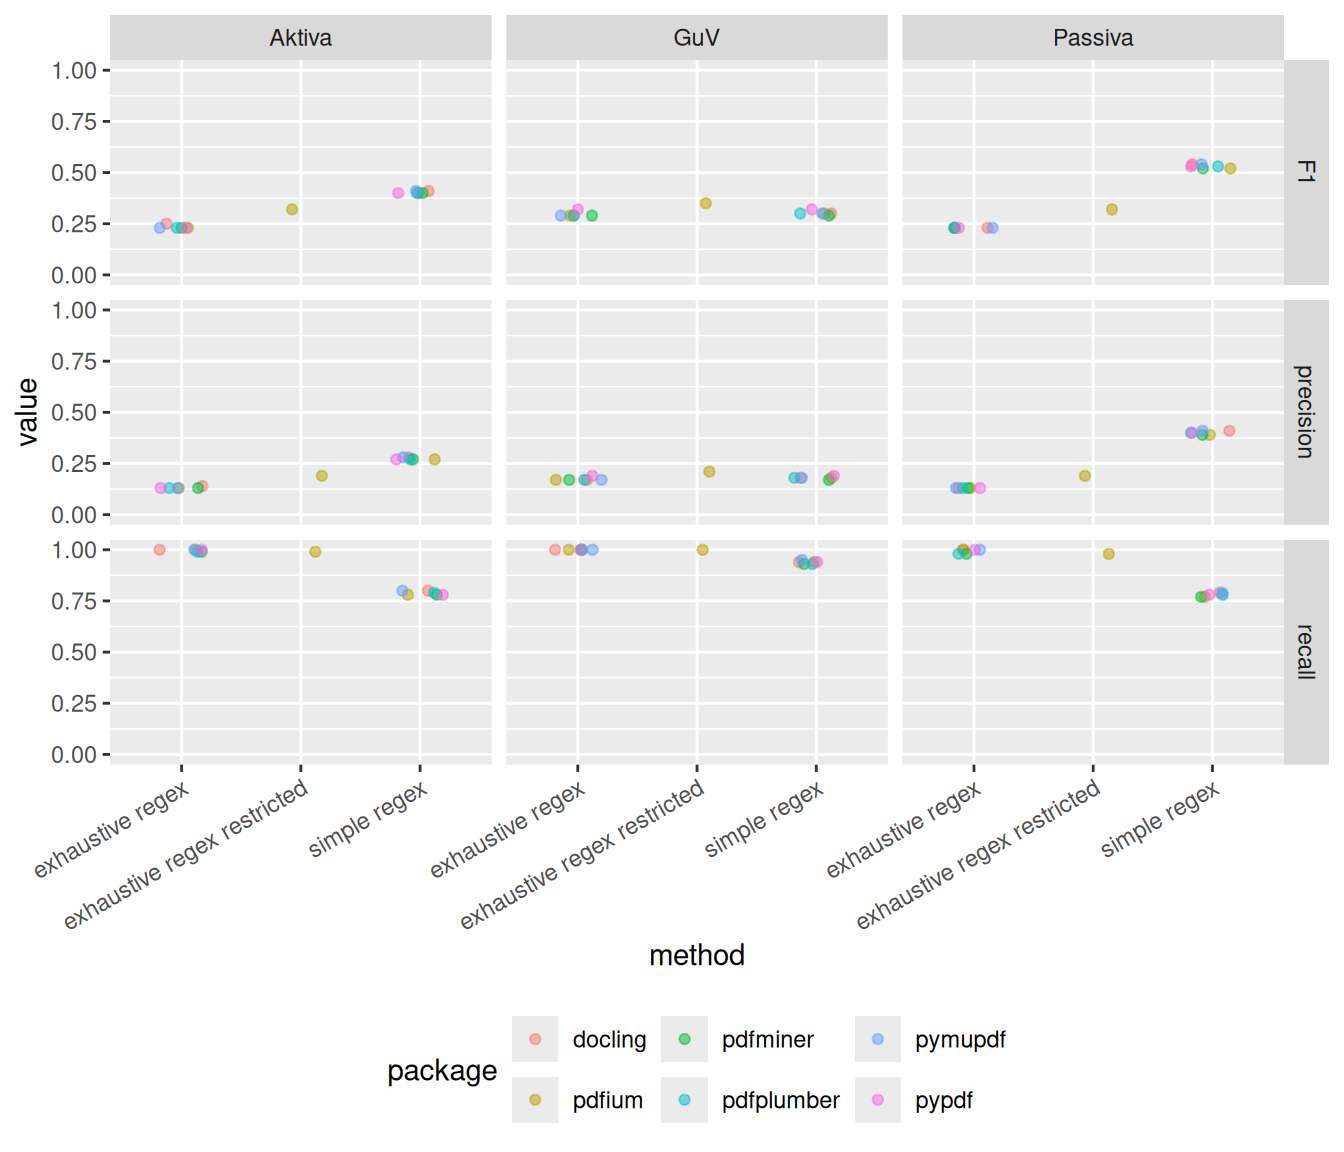 Aktiva GuV Passiva
1.00
0.75
0.50
0.25
0.00
F1
1.00
0.75
0.50
0.25
0.00
precision
1.00
0.75
0.50
0.25
0.00
recall
value
exhaustive regex
exhaustive regex restricted
simple regex
exhaustive regex
exhaustive regex restricted
simple regex
exhaustive regex
exhaustive regex restricted
simple regex
method
package
docling pdfminer pymupdf
pdfium pdfplumber pypdf